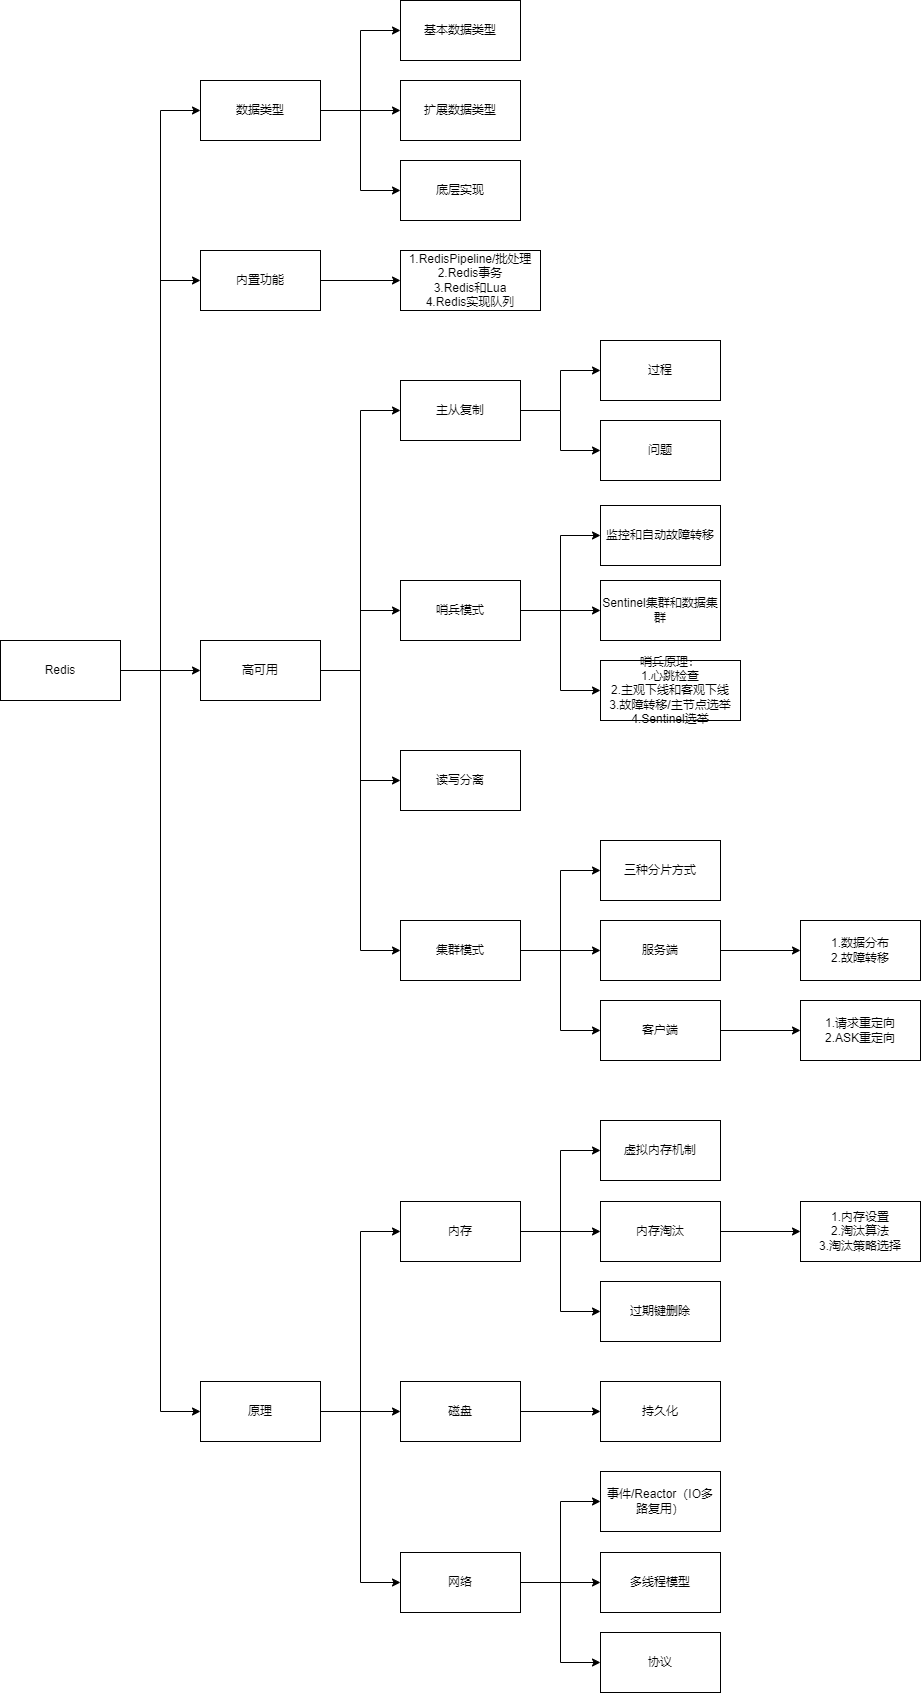 Redis
数据类型
基本数据类型
扩展数据类型
底层实现
内置功能
1.RedisPipeline/批处理
2.Redis事务
3.Redis和Lua
4.Redis实现队列
高可用
主从复制
过程
问题
哨兵模式
监控和自动故障转移
Sentinel集群和数据集
群
哨兵原理：
1.心跳检查
2.主观下线和客观下线
3.故障转移/主节点选举
4.Sentinel选举
读写分离
集群模式
三种分片方式
服务端
1.数据分布
2.故障转移
客户端
1.请求重定向
2.ASK重定向
原理
内存
虚拟内存机制
内存淘汰
1.内存设置
2.淘汰算法
3.淘汰策略选择
过期键删除
磁盘
持久化
网络
事件/Reactor（IO多
路复用）
多线程模型
协议